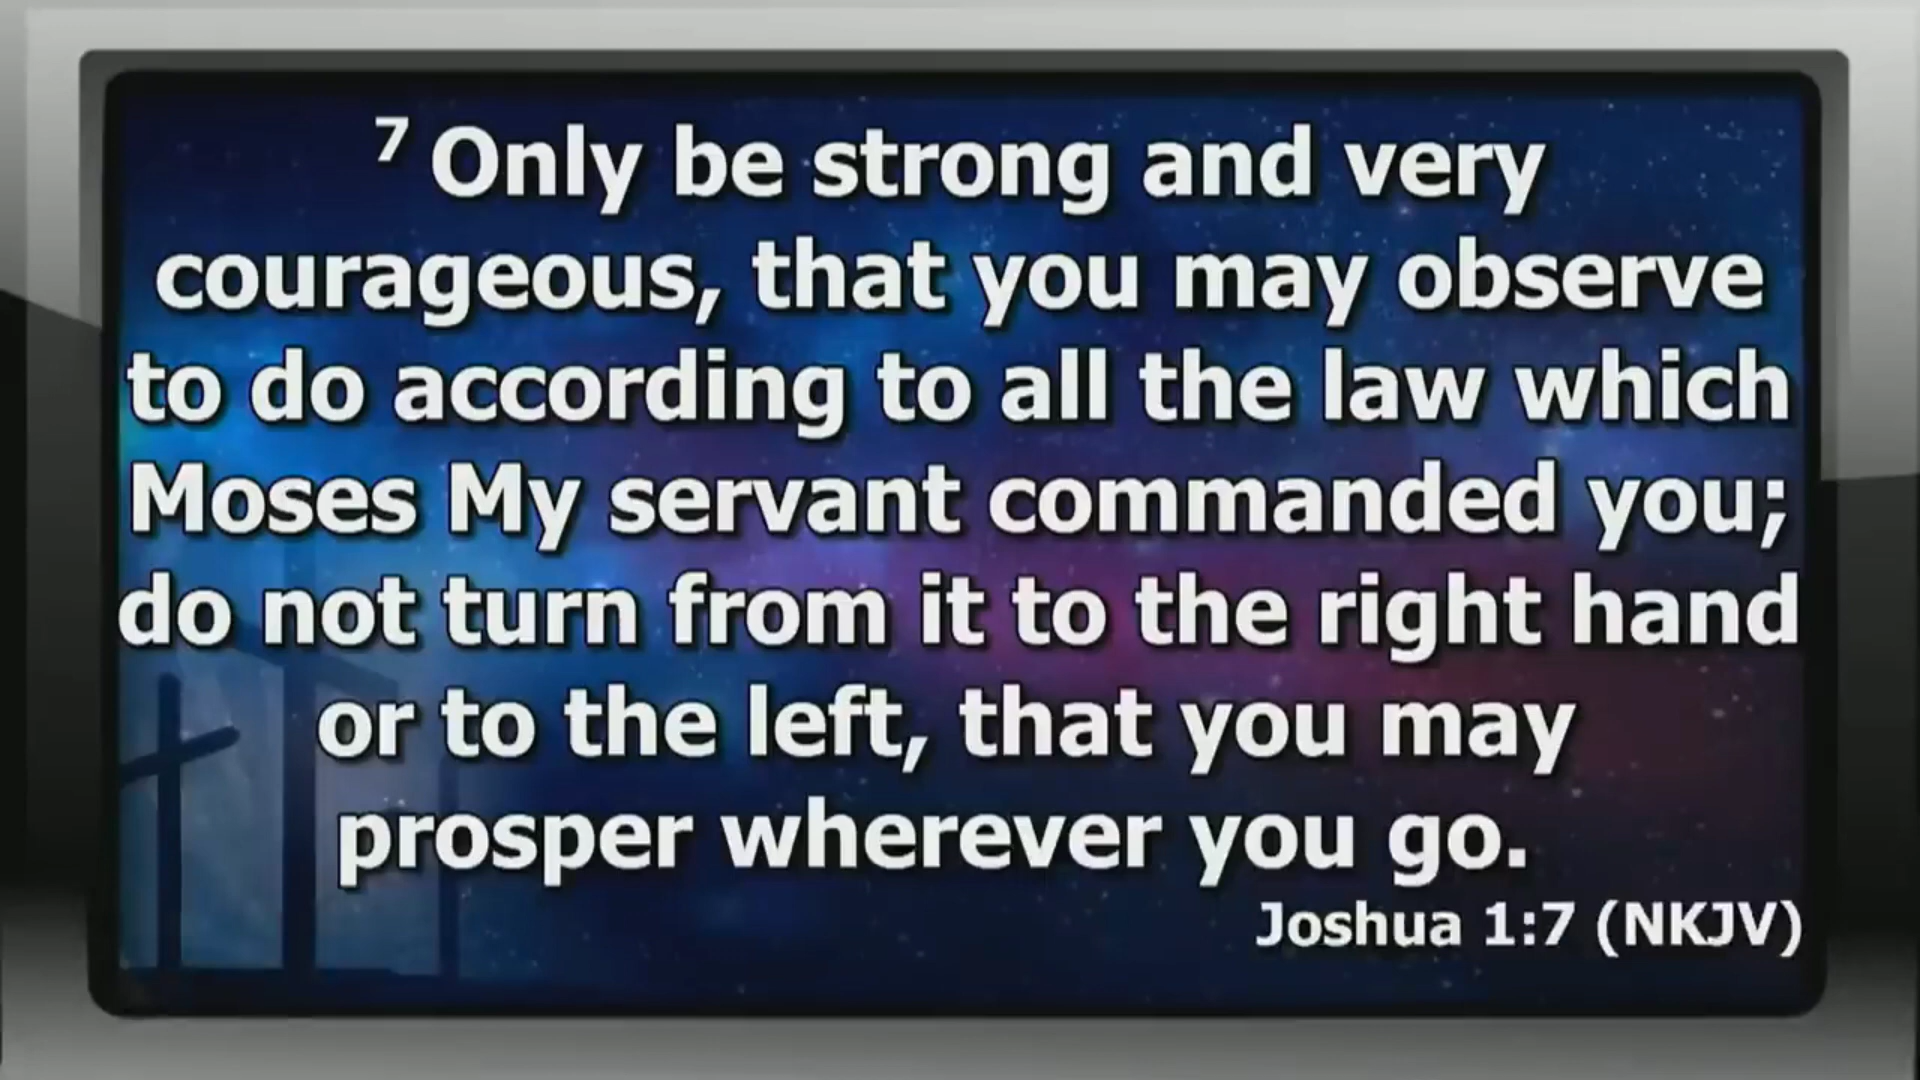 7 Only be strong and very
courageous, that you may observe
to do according to all the law which
Moses My servant commanded you;
do not turn from it to the right hand
or to the left, that you may
prosper wherever you go.
Joshua 1:7 (NKJV)